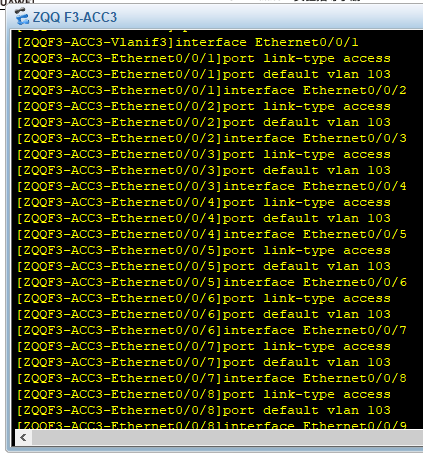 ZQQ F3-ACC3
[ZQQF3-ACC3-Vlanif3]interface Ethernet0/0/1
[ZQQF3-ACC3-Ethernet0/0/1]port link-type access
[ZQQF3-ACC3-Ethernet0/0/1]port default vlan 103
[ZQQF3-ACC3-Ethernet0/0/1]interface Ethernet0/0/2
[ZQQF3-ACC3-Ethernet0/0/2]port link-type access
[ZQQF3-ACC3-Ethernet0/0/2]port default vlan 103
[ZQQF3-ACC3-Ethernet0/0/2]interface Ethernet0/0/3
[ZQQF3-ACC3-Ethernet0/0/3]port link-type access
[ZQQF3-ACC3-Ethernet0/0/3]port default vlan 103
[ZQQF3-ACC3-Ethernet0/0/3]interface Ethernet0/0/4
[ZQQF3-ACC3-Ethernet0/0/4]port link-type access
[ZQQF3-ACC3-Ethernet0/0/4]port default vlan 103
[ZQQF3-ACC3-Ethernet0/0/4]interface Ethernet0/0/5
[ZQQF3-ACC3-Ethernet0/0/5]port link-type access
[ZQQF3-ACC3-Ethernet0/0/5]port default vlan 103
[ZQQF3-ACC3-Ethernet0/0/5]interface Ethernet0/0/6
[ZQQF3-ACC3-Ethernet0/0/6]port link-type access
[ZQQF3-ACC3-Ethernet0/0/6]port default vlan 103
[ZQQF3-ACC3-Ethernet0/0/6]interface Ethernet0/0/7
[ZQQF3-ACC3-Ethernet0/0/7]port link-type access
[ZQQF3-ACC3-Ethernet0/0/7]port default vlan 103
[ZQQF3-ACC3-Ethernet0/0/7]interface Ethernet0/0/8
[ZQQF3-ACC3-Ethernet0/0/8]port link-type access
[ZQQF3-ACC3-Ethernet0/0/8]port default vlan 103
[ZQQF3-ACC3-Ethernet0/0/8]interface Ethernet0/0/9